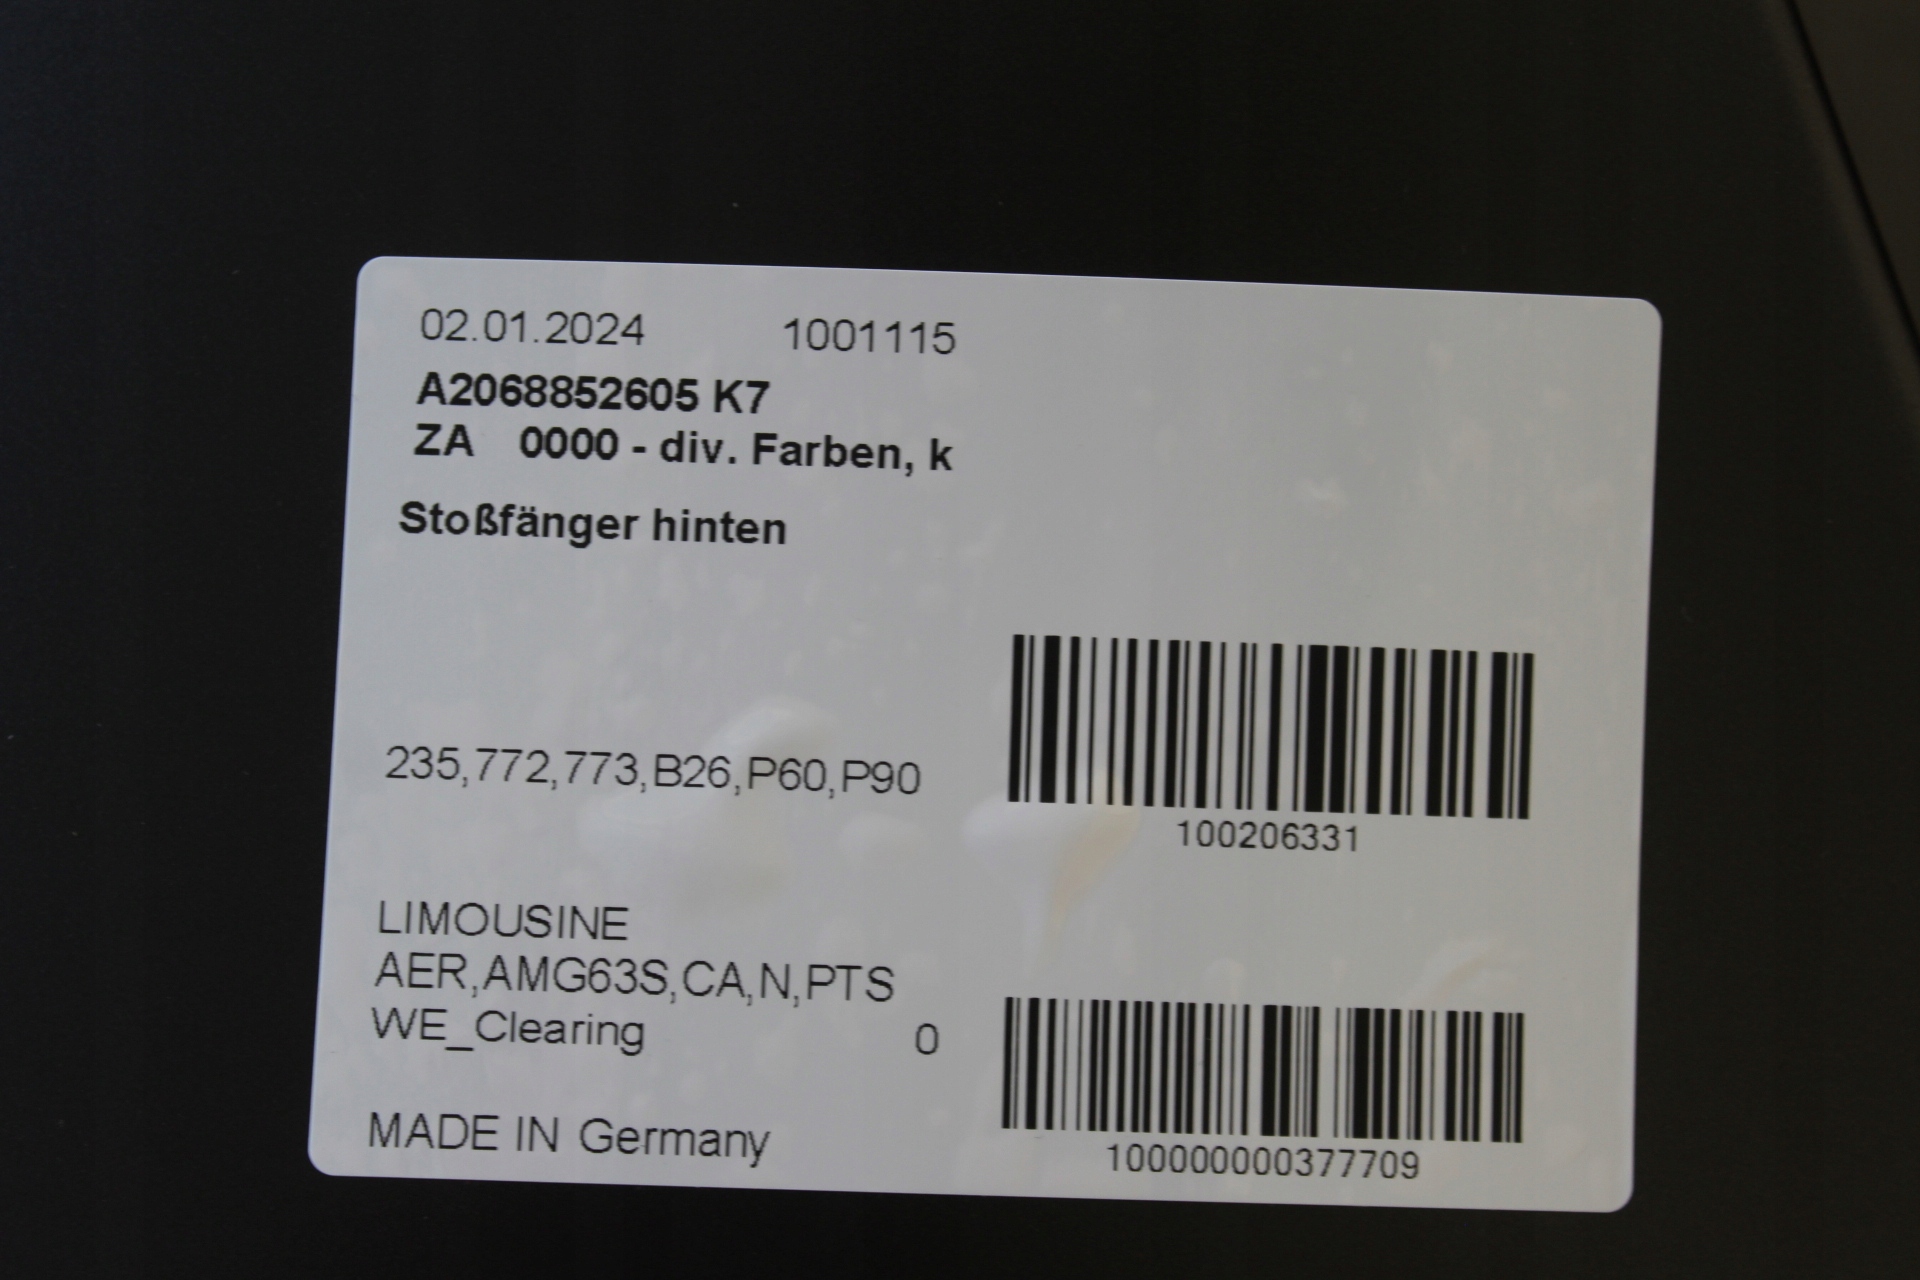 02.01.2024 1001115
A2068852605 K7
ZA 0000 - div. Farben, k
Stoßfänger hinten
235,772,773,B26,P60,P90
100206331
LIMOUSINE
AER,AMG63S,CA,N,PTS
WE_Clearing 0
MADE IN Germany
100000000377709